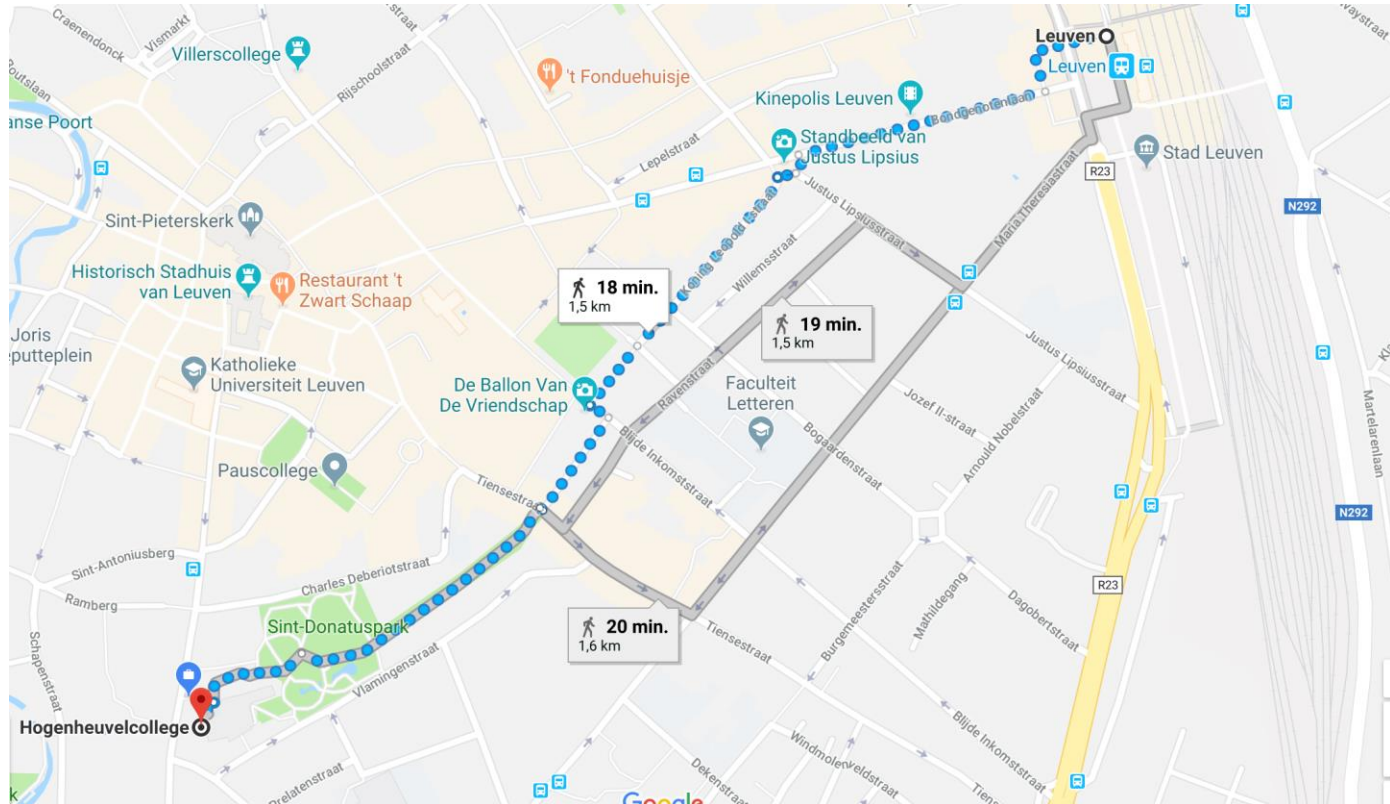 Craenendonck
Vismarkt
Villerscollege
Rijschoolstraat
't Fonduehuisje
Leuven
Leuven
Kinepolis Leuven
Bondgenotenlaan
anse Poort
Lepelstraat
Standbeeld van
Justus Lipsius
Stad Leuven
R23
N292
Sint-Pieterskerk
Justus Lipsiusstraat
Maria Theresiastraat
Historisch Stadhuis
van Leuven
Restaurant 't
Zwart Schaap
Willemsstraat
18 min.
1,5 km
19 min.
1,5 km
Joris
eputteplein
Katholieke
Universiteit Leuven
De Ballon Van
De Vriendschap
Ravenstraat
Faculteit
Letteren
Justus Lipsiusstraat
Jozef II-straat
Arnould Nobelstraat
Martelarenlaan
Bogaardenstraat
Blijde Inkomststraat
Pauscollege
Tiensestraat
N292
Sint-Antoniusberg
Charles Deberiotstraat
Ramberg
R23
Sint-Donatuspark
20 min.
1,6 km
Tiensestraat
Burgemeestersstraat
Mathildegang
Dagobertstraat
Schapenstraat
Vlamingenstraat
Hogenheuvelcollege
Blijde Inkomststraat
Windmolenveldstraat
Prelatenstraat
Dekenstraat
Google